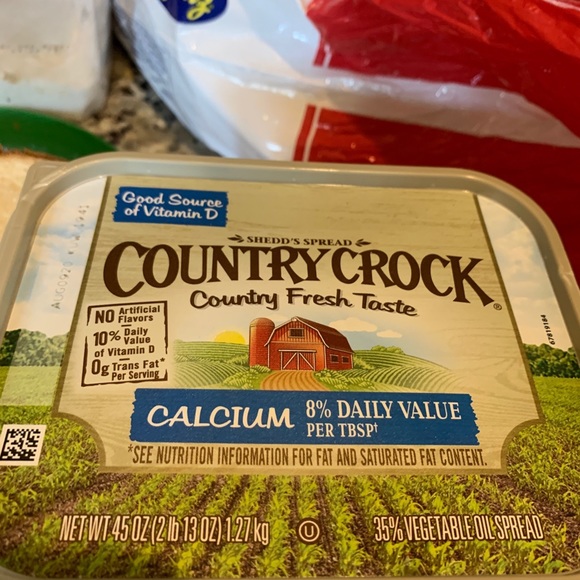 Good Source
of Vitamin D
SHEDD'S SPREAD
COUNTRY CROCK®
Country Fresh Taste
NO Artificial Flavors
10% Daily Value
of Vitamin D
0g Trans Fat*
Per Serving
CALCIUM 8% DAILY VALUE
PER TBSP†
*SEE NUTRITION INFORMATION FOR FAT AND SATURATED FAT CONTENT.
NET WT 45 OZ (2 lb 13 OZ) 1.27 kg
U
35% VEGETABLE OIL SPREAD
67819184